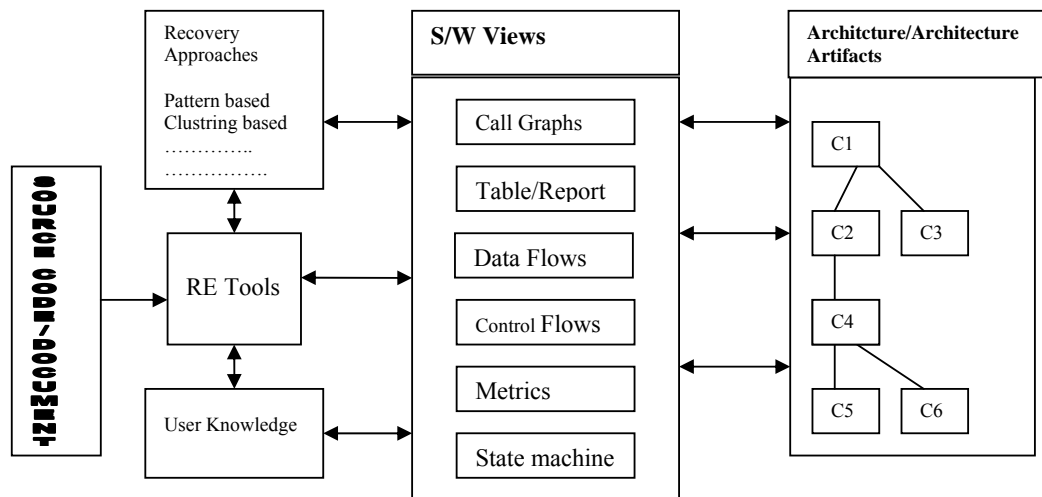 SOURCE CODE/DOCUMENT
Recovery
Approaches
Pattern based
Clustring based
…………..
…………….
RE Tools
User Knowledge
S/W Views
Call Graphs
Table/Report
Data Flows
Control Flows
Metrics
State machine
Architcture/Architecture
Artifacts
C1
C2
C3
C4
C5
C6